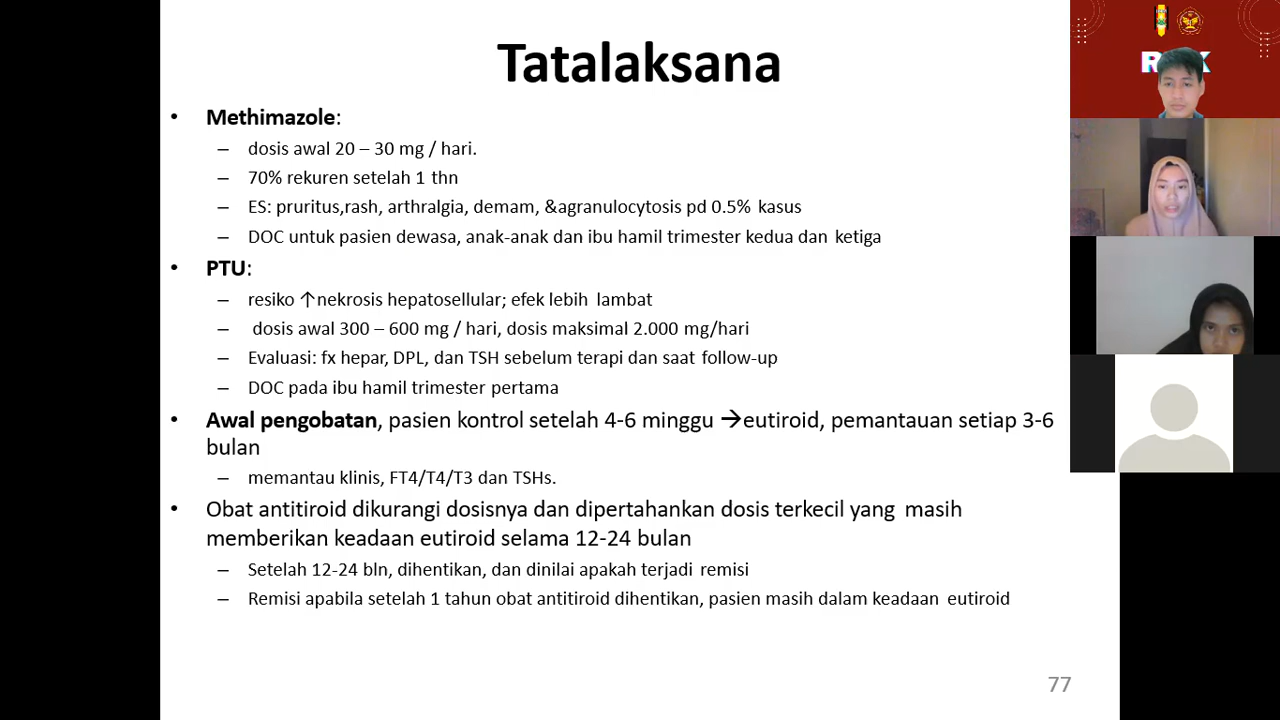 Tatalaksana
• Methimazole:
– dosis awal 20 – 30 mg / hari.
– 70% rekuren setelah 1 thn
– ES: pruritus,rash, arthralgia, demam, &agranulocytosis pd 0.5% kasus
– DOC untuk pasien dewasa, anak-anak dan ibu hamil trimester kedua dan ketiga
• PTU:
– resiko ↑nekrosis hepatosellular; efek lebih lambat
– dosis awal 300 – 600 mg / hari, dosis maksimal 2.000 mg/hari
– Evaluasi: fx hepar, DPL, dan TSH sebelum terapi dan saat follow-up
– DOC pada ibu hamil trimester pertama
• Awal pengobatan, pasien kontrol setelah 4-6 minggu →eutiroid, pemantauan setiap 3-6
bulan
– memantau klinis, FT4/T4/T3 dan TSHs.
• Obat antitiroid dikurangi dosisnya dan dipertahankan dosis terkecil yang masih
memberikan keadaan eutiroid selama 12-24 bulan
– Setelah 12-24 bln, dihentikan, dan dinilai apakah terjadi remisi
– Remisi apabila setelah 1 tahun obat antitiroid dihentikan, pasien masih dalam keadaan eutiroid
77